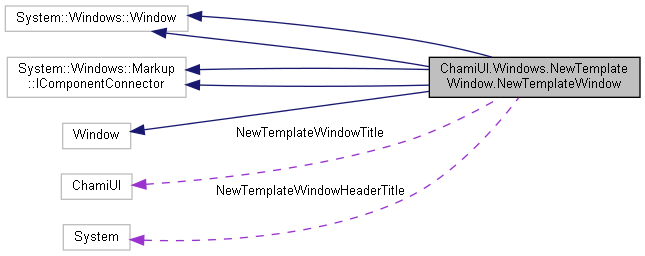 System::Windows::Window
System::Windows::Markup
::IComponentConnector
ChamiUI.Windows.NewTemplate
Window.NewTemplateWindow
Window
NewTemplateWindowTitle
ChamiUI
NewTemplateWindowHeaderTitle
System